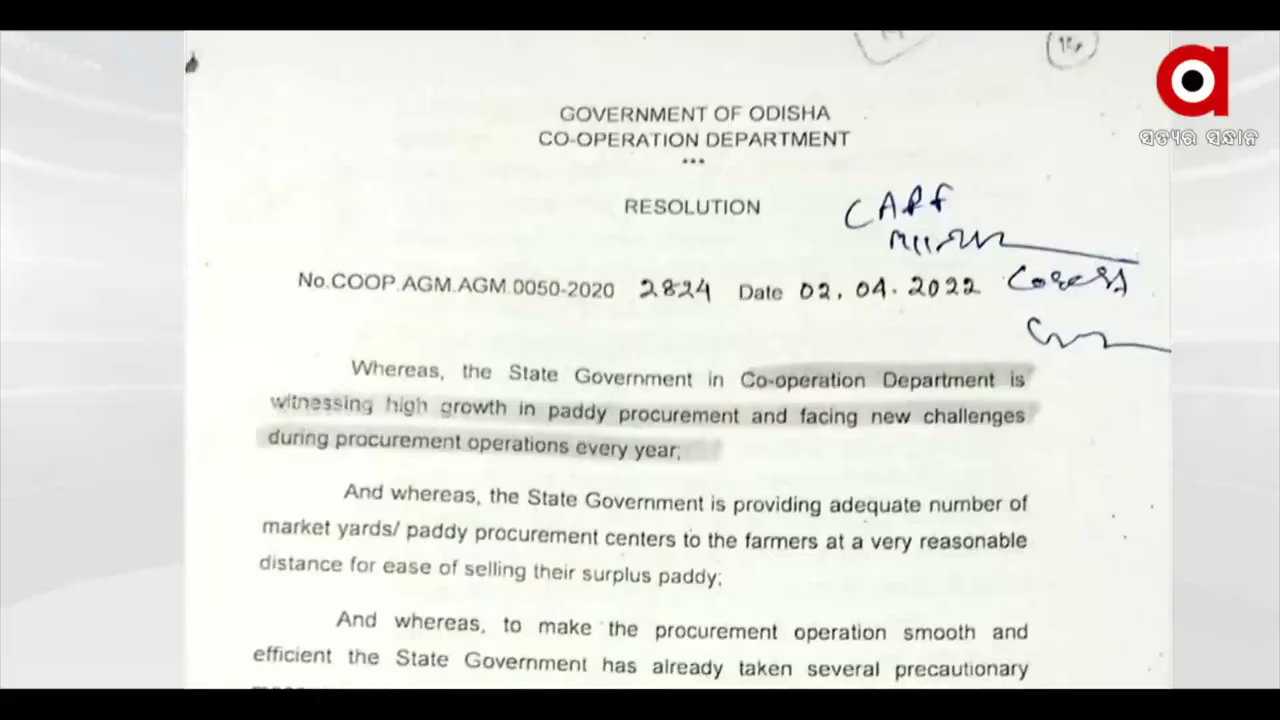 ସତ୍ୟର ସନ୍ଧାନ
GOVERNMENT OF ODISHA
CO-OPERATION DEPARTMENT
***
RESOLUTION
No.COOP.AGM.AGM.0050-2020 2824 Date 02.04.2022
Whereas, the State Government in Co-operation Department is
witnessing high growth in paddy procurement and facing new challenges
during procurement operations every year;
And whereas, the State Government is providing adequate number of
market yards/ paddy procurement centers to the farmers at a very reasonable
distance for ease of selling their surplus paddy;
And whereas, to make the procurement operation smooth and
efficient the State Government has already taken several precautionary